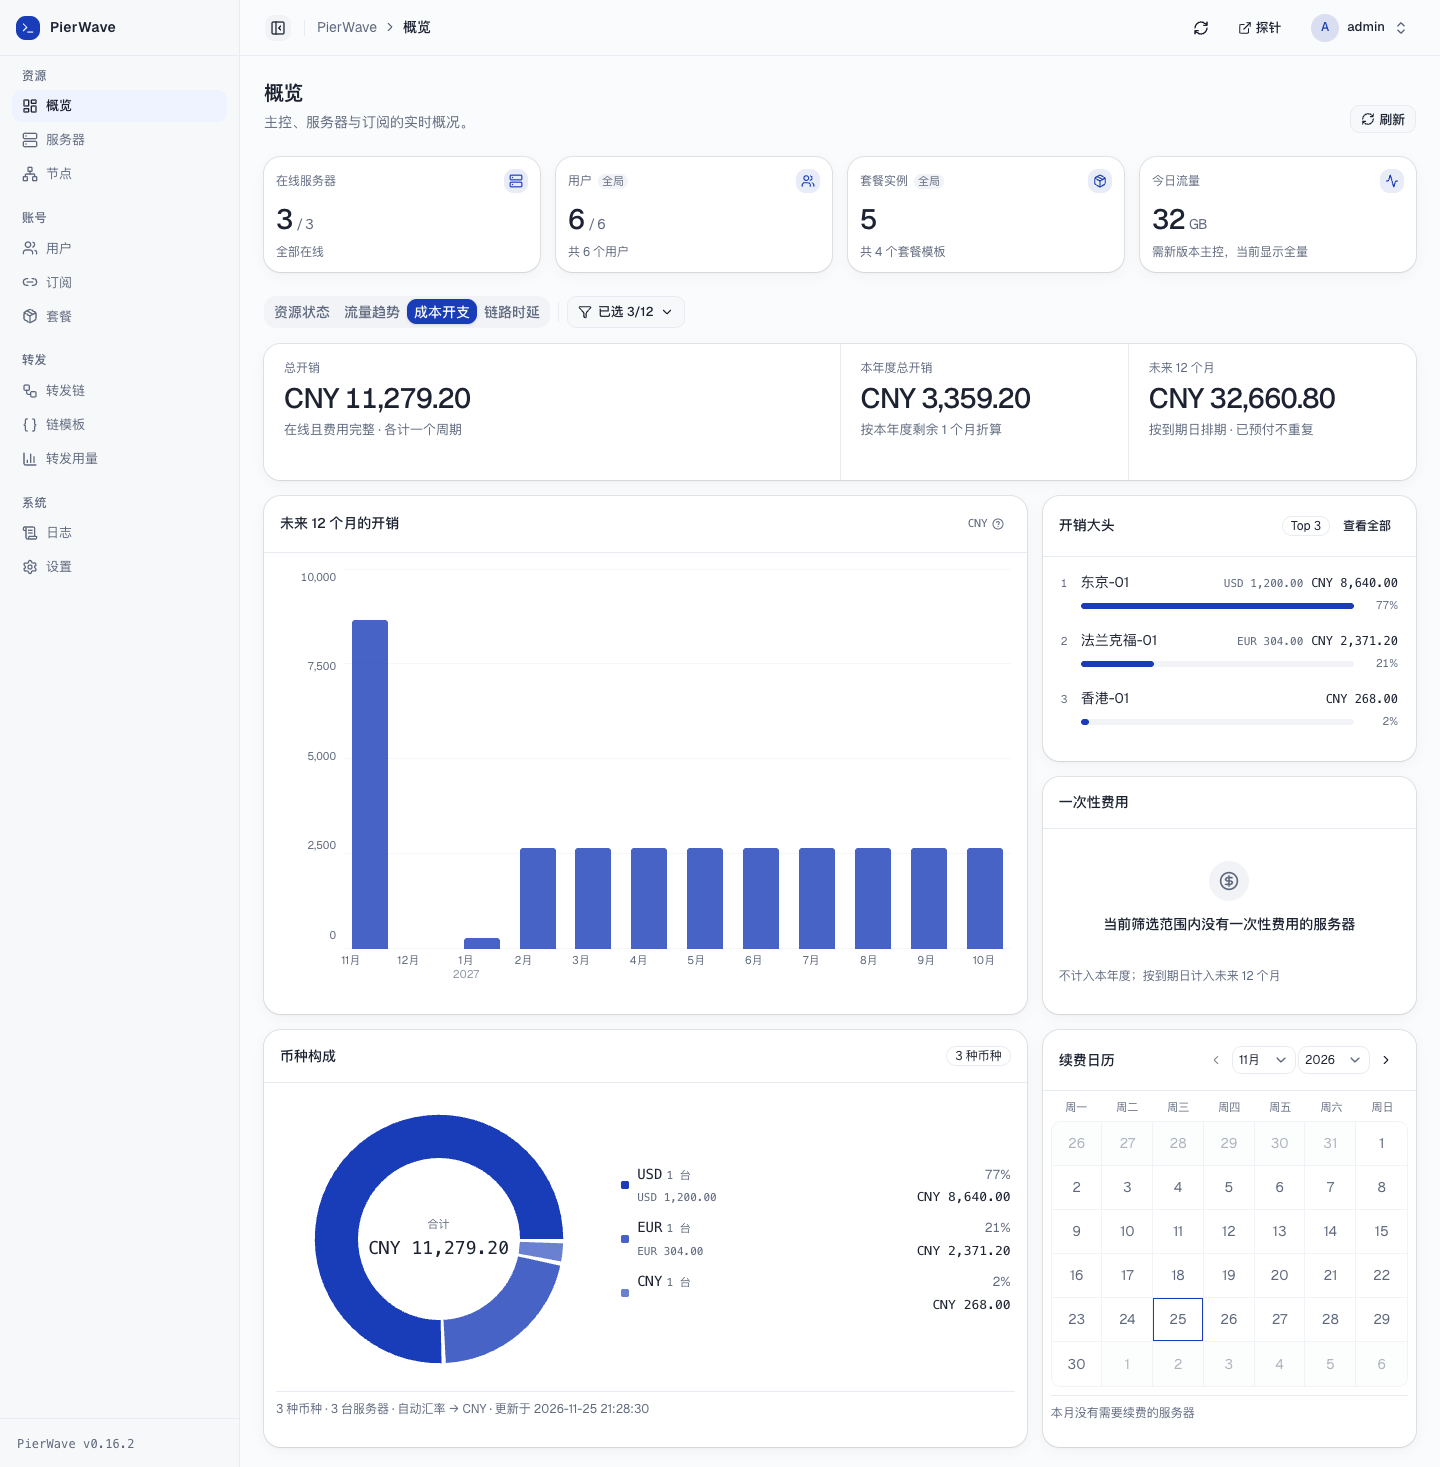 PierWave
资源
概览
服务器
节点
账号
用户
订阅
套餐
转发
转发链
链模板
转发用量
系统
日志
设置
PierWave v0.16.2
PierWave > 概览
探针
A admin
概览
主控、服务器与订阅的实时概况。
刷新
在线服务器
3 / 3
全部在线
用户 全局
6 / 6
共 6 个用户
套餐实例 全局
5
共 4 个套餐模板
今日流量
32 GB
需新版本主控，当前显示全量
资源状态 流量趋势 成本开支 链路时延 已选 3/12
总开销
CNY 11,279.20
在线且费用完整 · 各计一个周期
本年度总开销
CNY 3,359.20
按本年度剩余 1 个月折算
未来 12 个月
CNY 32,660.80
按到期日排期 · 已预付不重复
未来 12 个月的开销 CNY
10,000
7,500
5,000
2,500
0
11月 12月 1月 2月 3月 4月 5月 6月 7月 8月 9月 10月
2027
开销大头 Top 3 查看全部
1 东京-01 USD 1,200.00 CNY 8,640.00
77%
2 法兰克福-01 EUR 304.00 CNY 2,371.20
21%
3 香港-01 CNY 268.00
2%
一次性费用
当前筛选范围内没有一次性费用的服务器
不计入本年度；按到期日计入未来 12 个月
币种构成 3 种币种
合计
CNY 11,279.20
USD 1 台 77%
USD 1,200.00 CNY 8,640.00
EUR 1 台 21%
EUR 304.00 CNY 2,371.20
CNY 1 台 2%
CNY 268.00
3 种币种 · 3 台服务器 · 自动汇率 → CNY · 更新于 2026-11-25 21:28:30
续费日历 11月 2026
周一 周二 周三 周四 周五 周六 周日
26 27 28 29 30 31 1
2 3 4 5 6 7 8
9 10 11 12 13 14 15
16 17 18 19 20 21 22
23 24 25 26 27 28 29
30 1 2 3 4 5 6
本月没有需要续费的服务器